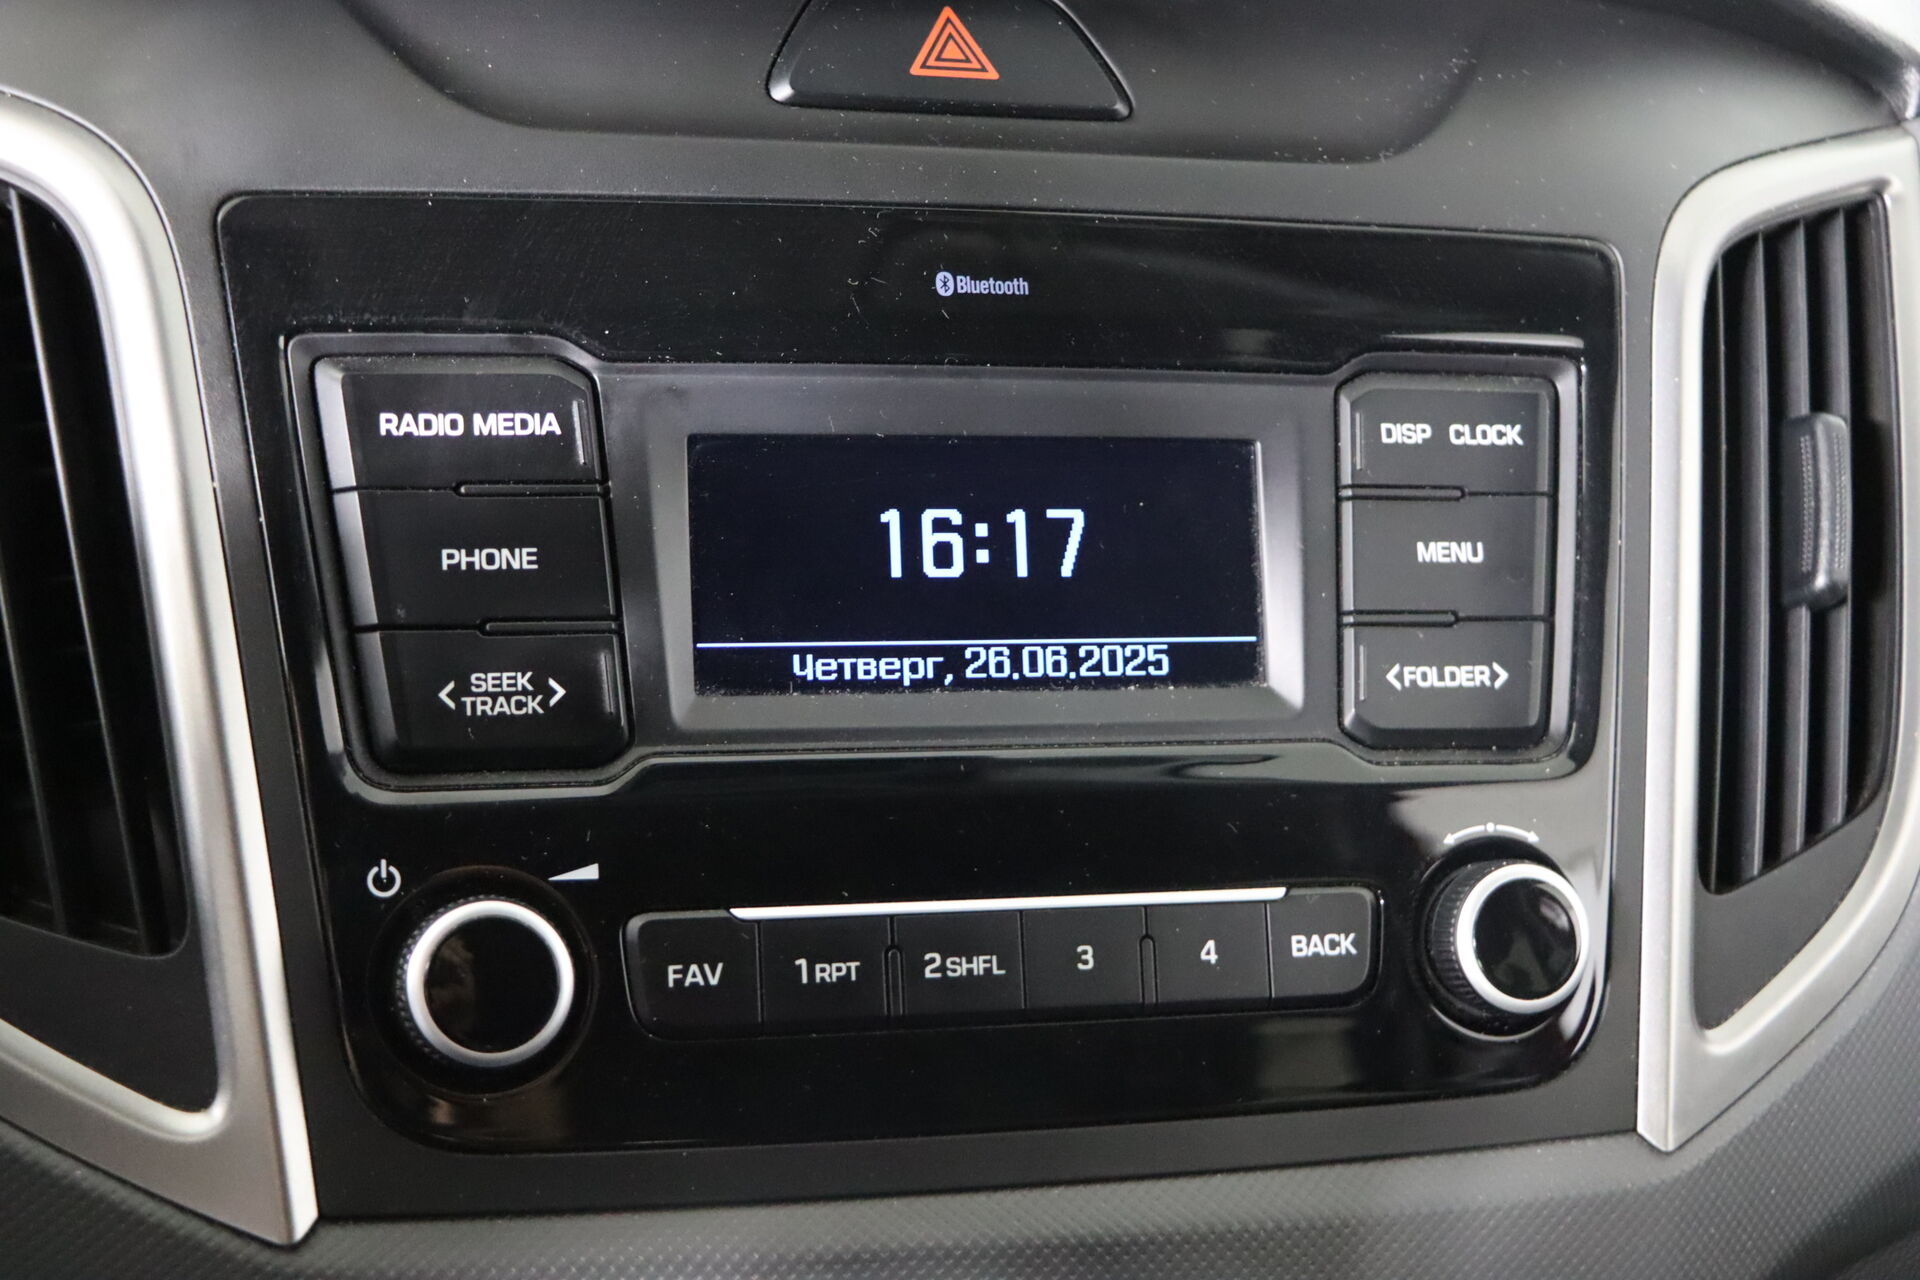 Bluetooth
RADIO MEDIA
DISP CLOCK
16:17
PHONE
MENU
четверг, 26.06.2025
< SEEK TRACK >
<FOLDER>
FAV
1 RPT
2 SHFL
3
4
BACK